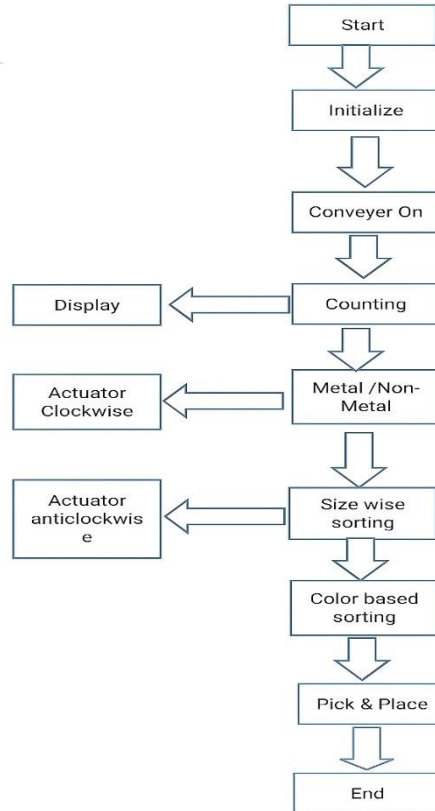 Start
Initialize
Conveyer On
Display
Counting
Actuator
Clockwise
Metal /Non-
Metal
Actuator
anticlockwis
e
Size wise
sorting
Color based
sorting
Pick & Place
End